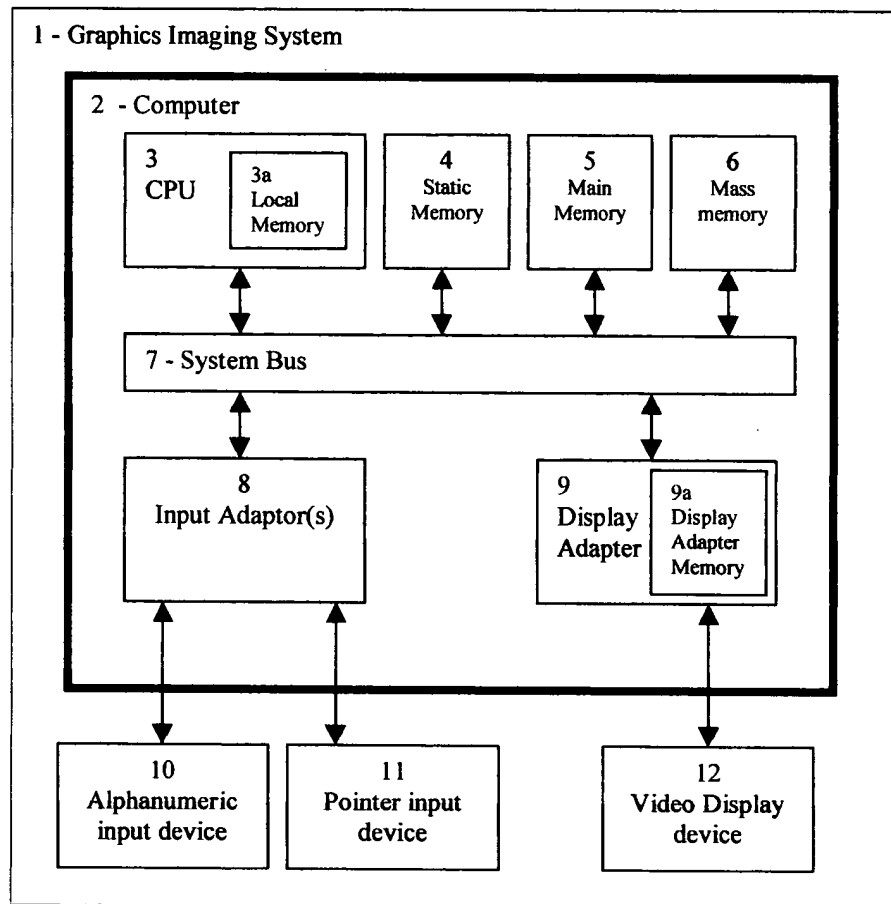 1 - Graphics Imaging System
2 - Computer
3
CPU
3a
Local
Memory
4
Static
Memory
5
Main
Memory
6
Mass
memory
7 - System Bus
8
Input Adaptor(s)
9
Display
Adapter
9a
Display
Adapter
Memory
10
Alphanumeric
input device
11
Pointer input
device
12
Video Display
device